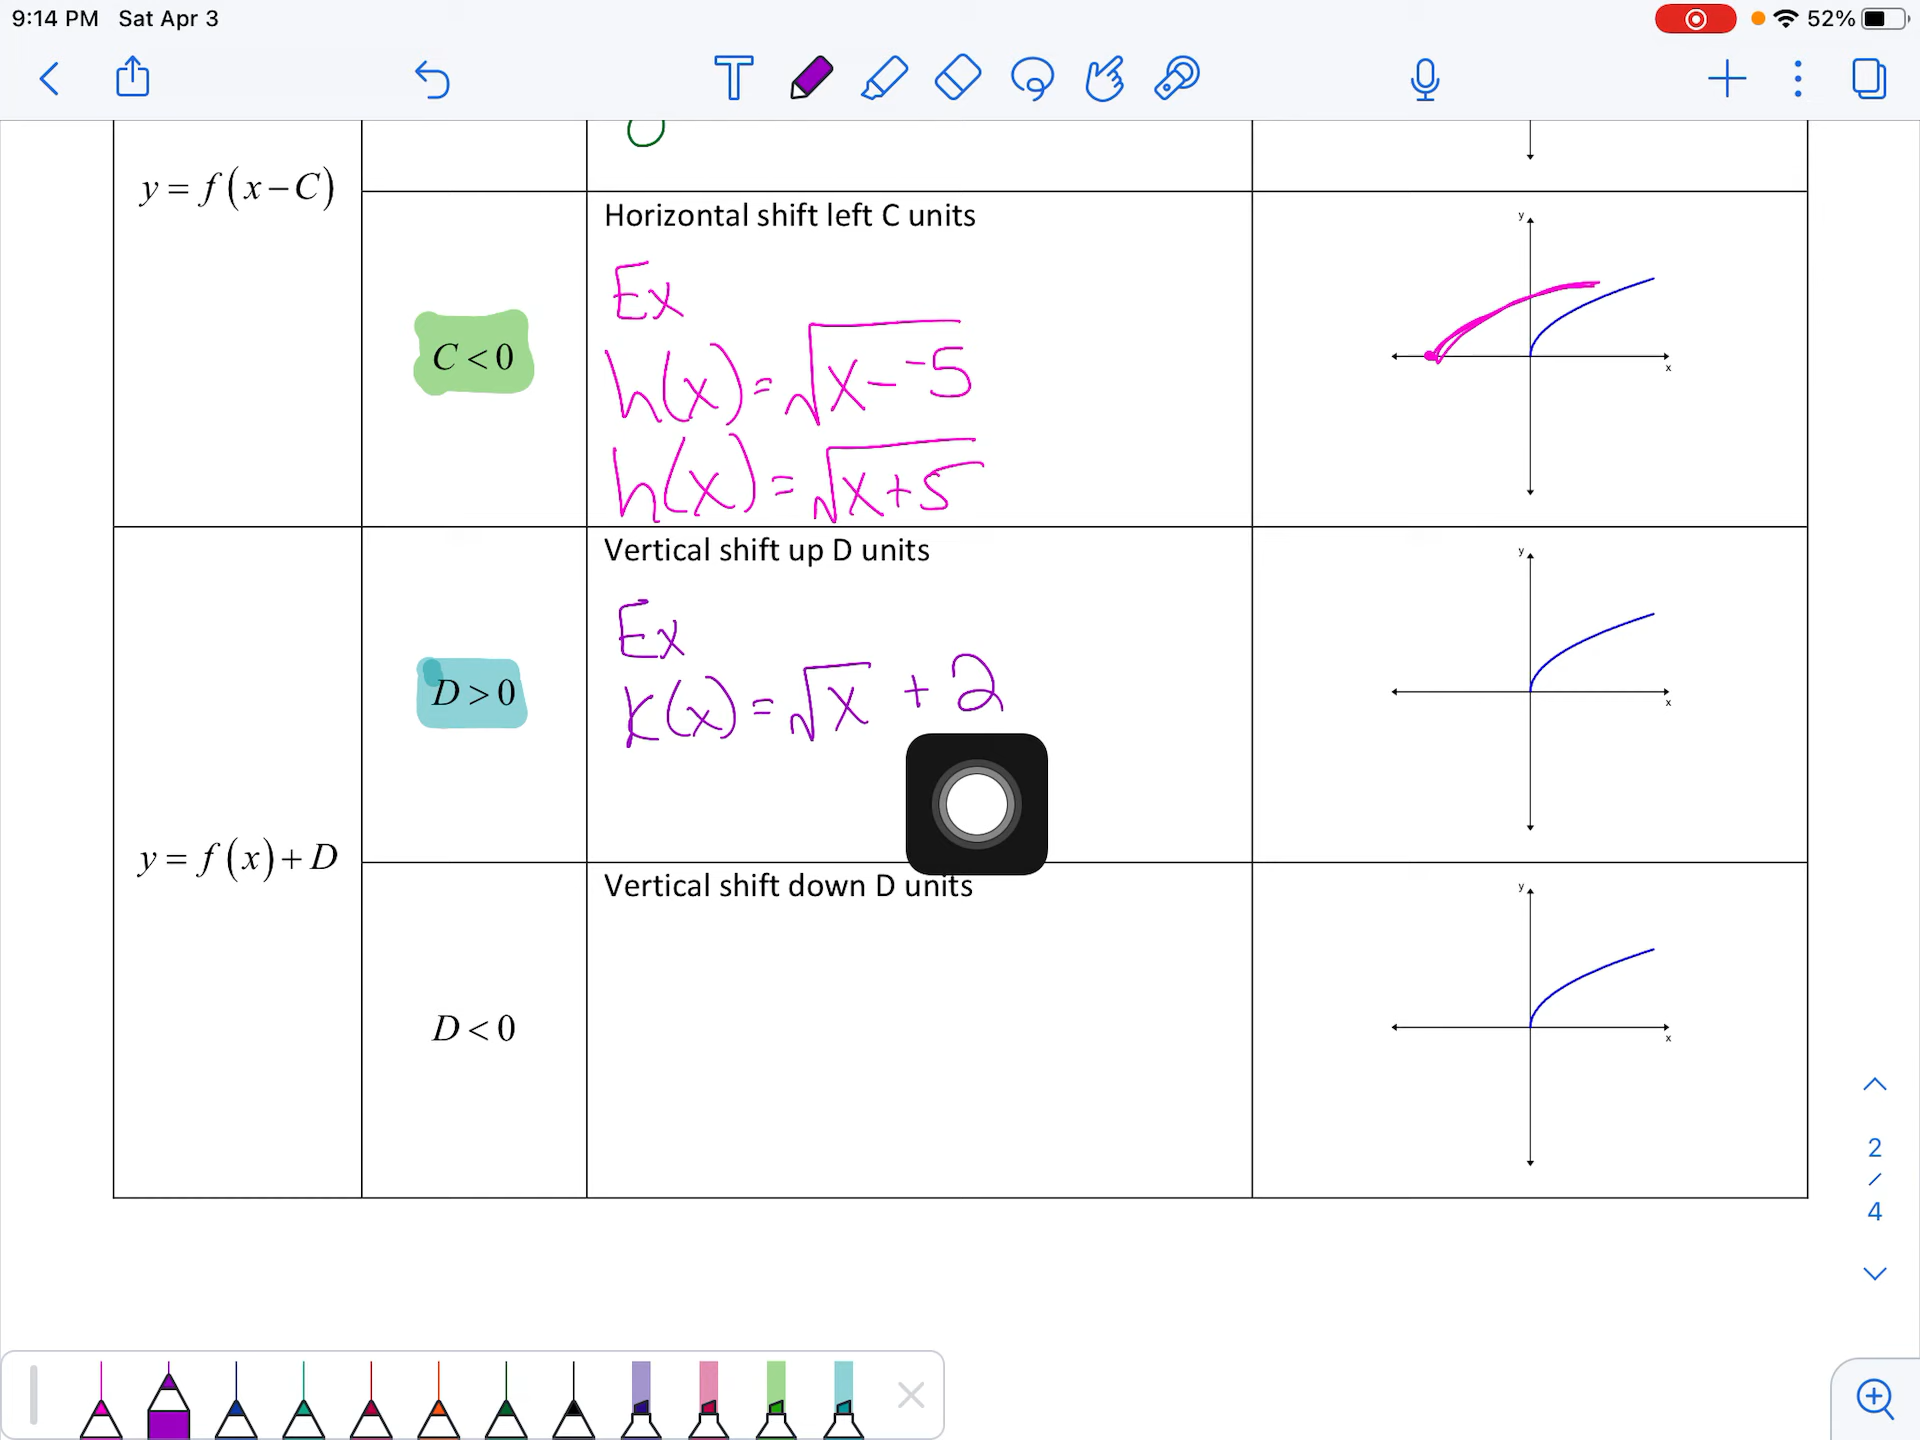 9:14 PM Sat Apr 3
52%
y = f(x−C)
Horizontal shift left C units
y
Ex
C < 0
h(x) = √x−⁻5
x
h(x) = √x+5
Vertical shift up D units
y
Ex
D > 0
k(x) = √x + 2
x
y = f(x)+D
Vertical shift down D units
y
D < 0
x
2
/
4